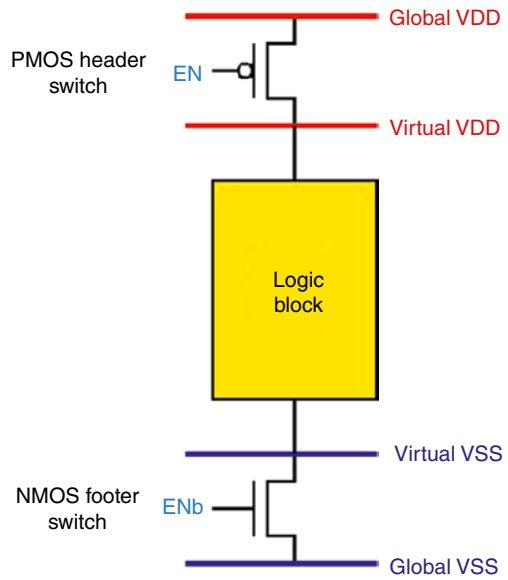 Global VDD
PMOS header
switch
EN
Virtual VDD
Logic
block
Virtual VSS
NMOS footer
switch
ENb
Global VSS